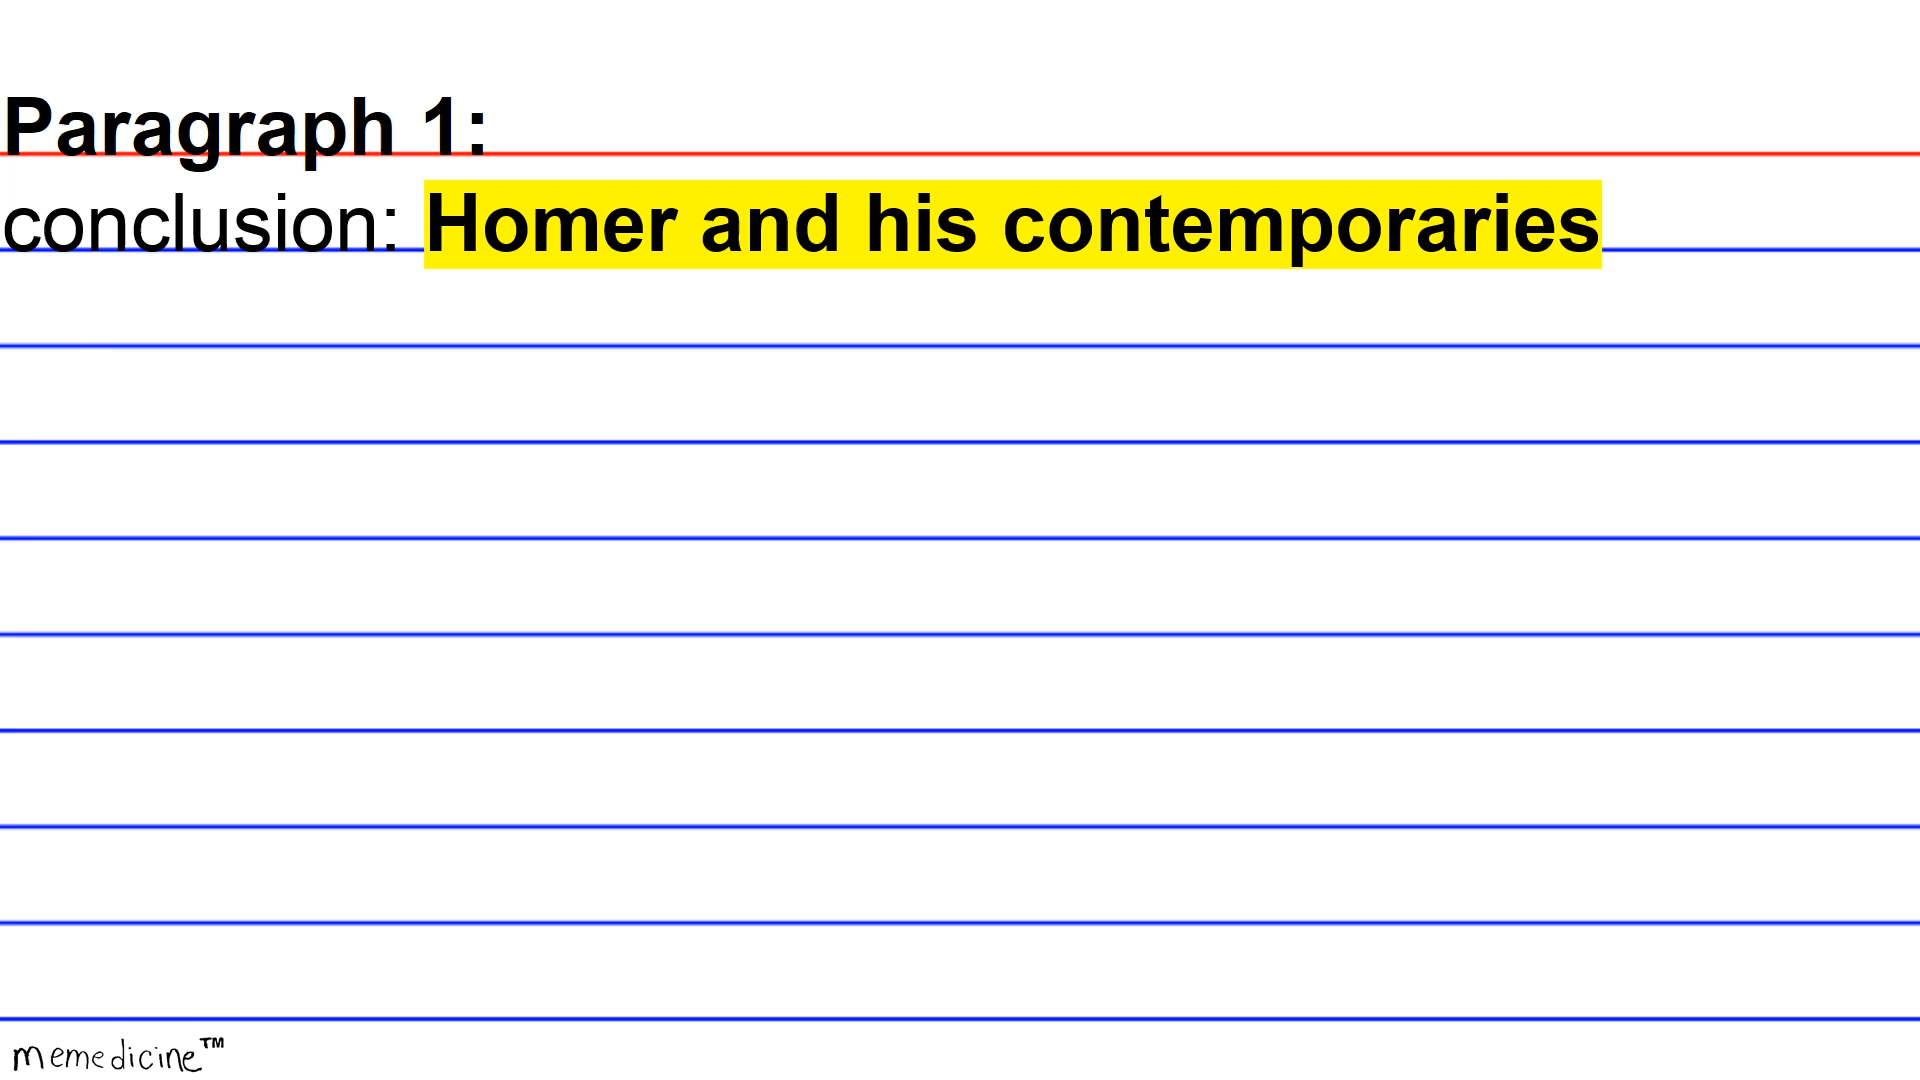 Paragraph 1:
conclusion: Homer and his contemporaries
memedicine™